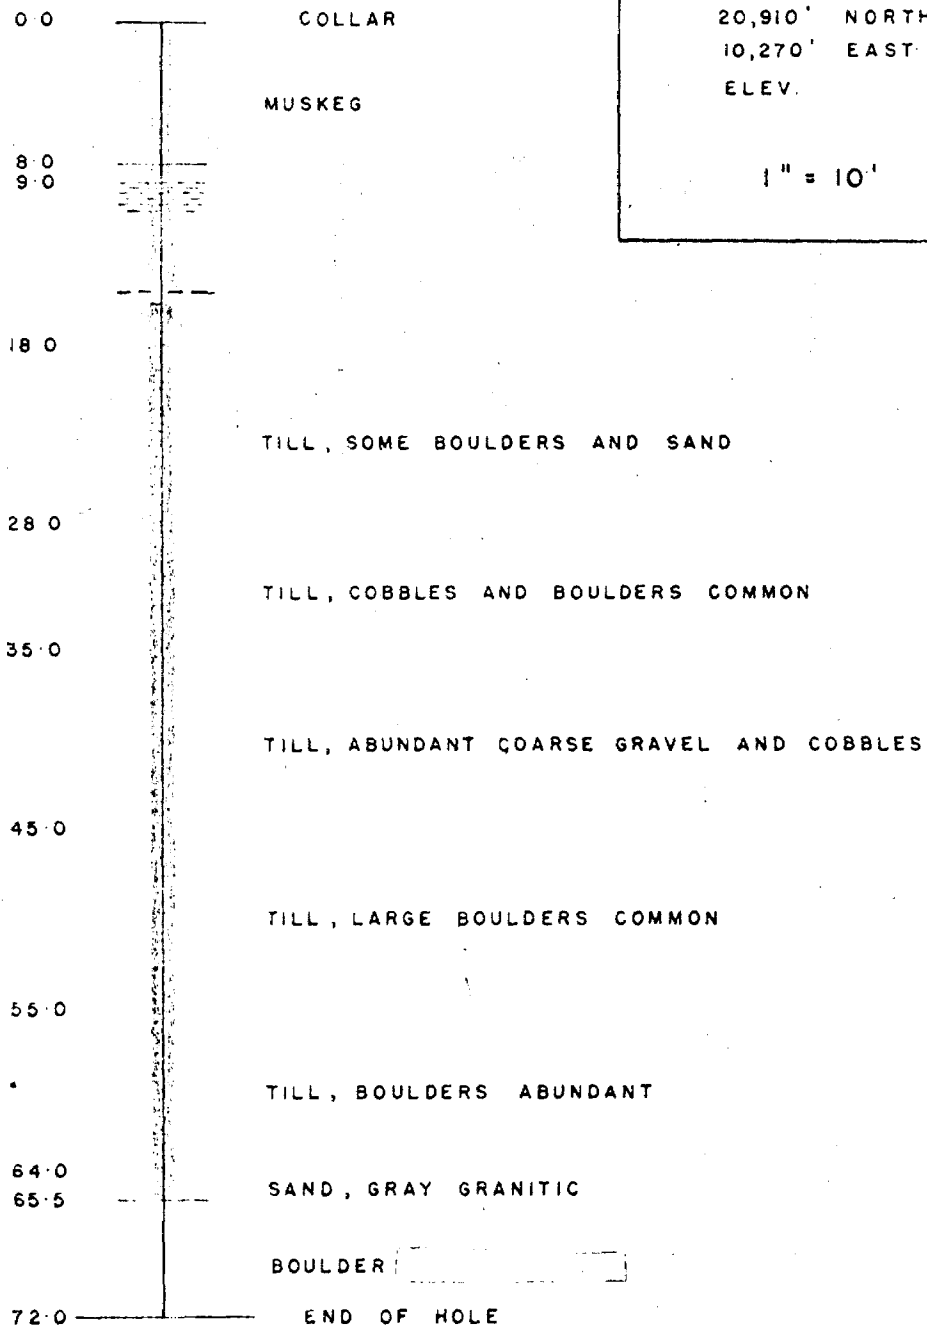 0.0 COLLAR
20,910' NORTH
10,270' EAST
ELEV.
1" = 10'
MUSKEG
8.0
9.0
18.0
TILL, SOME BOULDERS AND SAND
28.0
TILL, COBBLES AND BOULDERS COMMON
35.0
TILL, ABUNDANT COARSE GRAVEL AND COBBLES
45.0
TILL, LARGE BOULDERS COMMON
55.0
TILL, BOULDERS ABUNDANT
64.0
65.5
SAND, GRAY GRANITIC
BOULDER
72.0 END OF HOLE